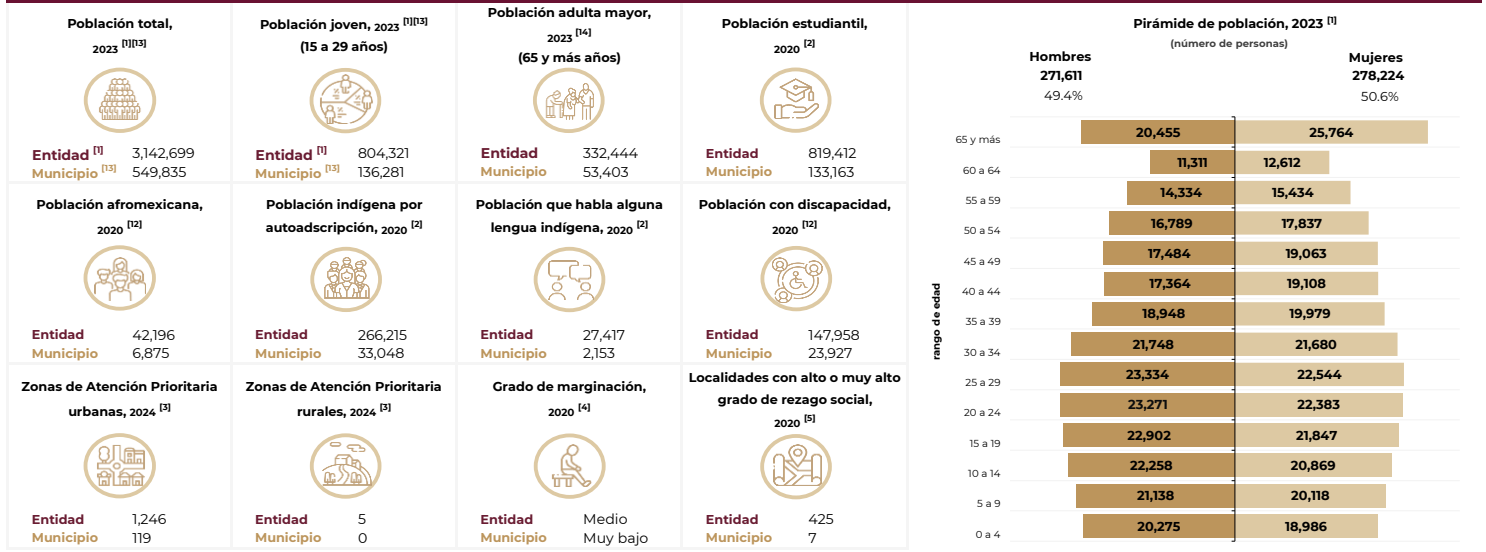 Población total,
2023 [1][13]
Entidad [1] 3,142,699
Municipio [13] 549,835
Población joven, 2023 [1][13]
(15 a 29 años)
Entidad [1] 804,321
Municipio [13] 136,281
Población adulta mayor,
2023 [14]
(65 y más años)
Entidad 332,444
Municipio 53,403
Población estudiantil,
2020 [2]
Entidad 819,412
Municipio 133,163
Población afromexicana,
2020 [12]
Entidad 42,196
Municipio 6,875
Población indígena por
autoadscripción, 2020 [2]
Entidad 266,215
Municipio 33,048
Población que habla alguna
lengua indígena, 2020 [2]
Entidad 27,417
Municipio 2,153
Población con discapacidad,
2020 [12]
Entidad 147,958
Municipio 23,927
Zonas de Atención Prioritaria
urbanas, 2024 [3]
Entidad 1,246
Municipio 119
Zonas de Atención Prioritaria
rurales, 2024 [3]
Entidad 5
Municipio 0
Grado de marginación,
2020 [4]
Entidad Medio
Municipio Muy bajo
Localidades con alto o muy alto
grado de rezago social,
2020 [5]
Entidad 425
Municipio 7
Pirámide de población, 2023 [1]
(número de personas)
Hombres Mujeres
271,611 278,224
49.4% 50.6%
rango de edad
65 y más 20,455 25,764
60 a 64 11,311 12,612
55 a 59 14,334 15,434
50 a 54 16,789 17,837
45 a 49 17,484 19,063
40 a 44 17,364 19,108
35 a 39 18,948 19,979
30 a 34 21,748 21,680
25 a 29 23,334 22,544
20 a 24 23,271 22,383
15 a 19 22,902 21,847
10 a 14 22,258 20,869
5 a 9 21,138 20,118
0 a 4 20,275 18,986